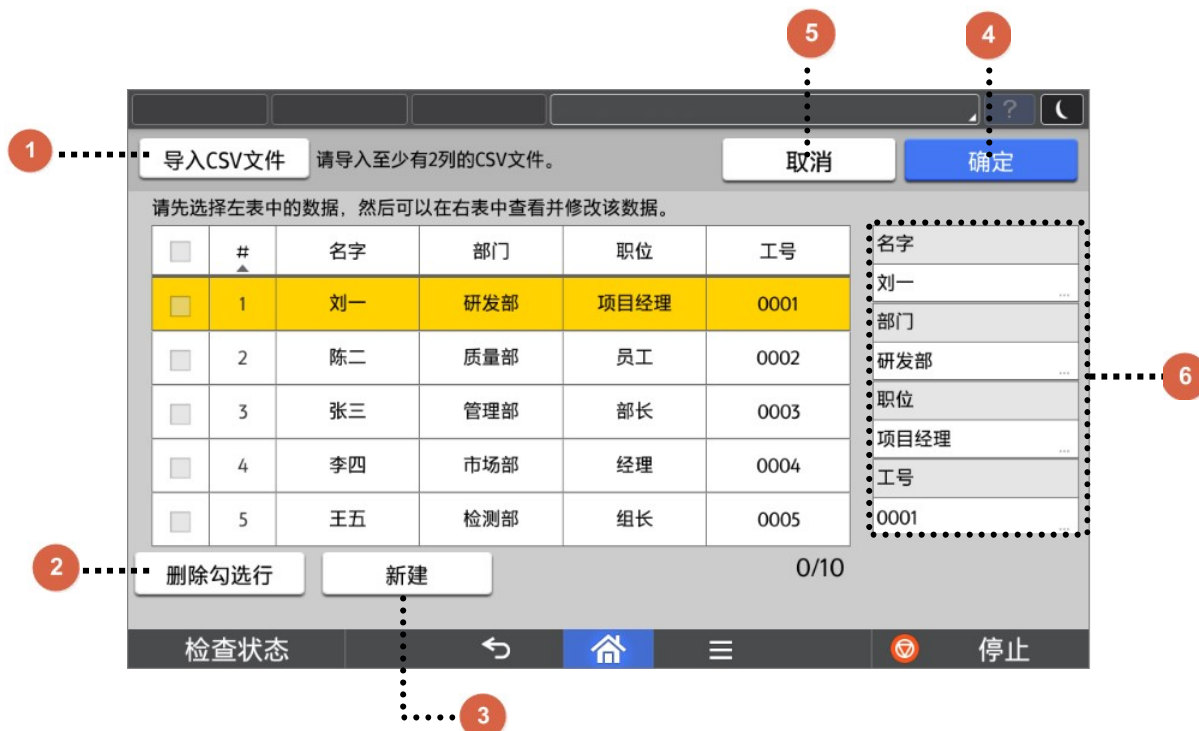 5 4
?
1 导入CSV文件 请导入至少有2列的CSV文件。 取消 确定
请先选择左表中的数据，然后可以在右表中查看并修改该数据。
# 名字 部门 职位 工号
1 刘一 研发部 项目经理 0001
2 陈二 质量部 员工 0002
3 张三 管理部 部长 0003
4 李四 市场部 经理 0004
5 王五 检测部 组长 0005
名字
刘一 ...
部门
研发部 ...
职位
项目经理 ...
工号
0001 ...
6
2 删除勾选行 新建 0/10
检查状态 停止
3